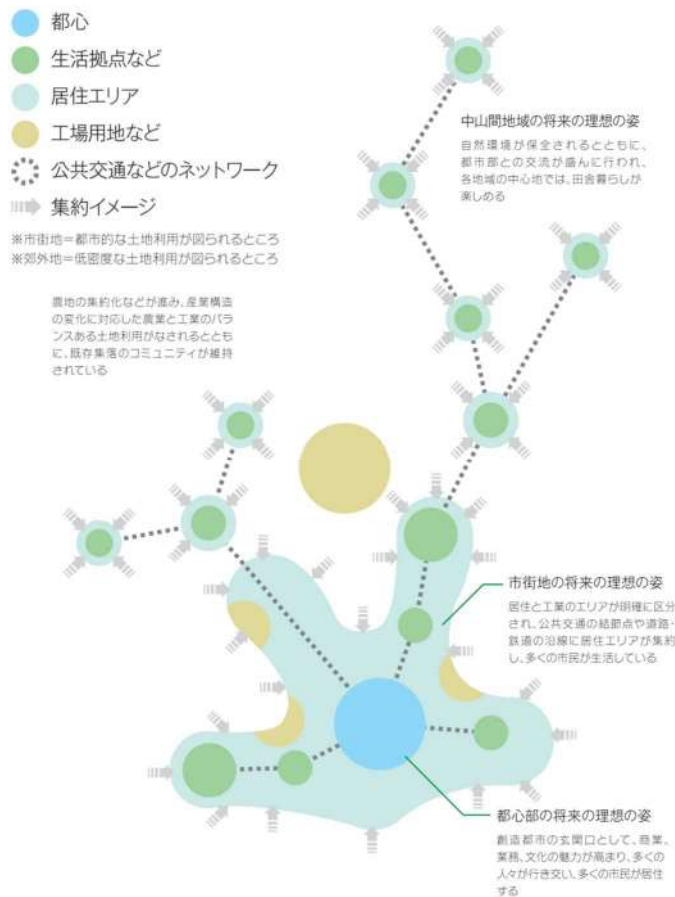 都心
生活拠点など
居住エリア
工場用地など
公共交通などのネットワーク
集約イメージ
※市街地=都市的な土地利用が図られるところ
※郊外地=低密度な土地利用が図られるところ
農地の集約化などが進み、産業構造
の変化に対応した農業と工業のバラ
ンスある土地利用がなされるととも
に、既存集落のコミュニティが維持
されている
中山間地域の将来の理想の姿
自然環境が保全されるとともに、
都市部との交流が盛んに行われ、
各地域の中心地では、田舎暮らしが
楽しめる
市街地の将来の理想の姿
居住と工業のエリアが明確に区分
され、公共交通の結節点や道路・
鉄道の沿線に居住エリアが集約
し、多くの市民が生活している
都心部の将来の理想の姿
創造都市の玄関口として、商業、
業務、文化の魅力が高まり、多くの
人々が行き交い、多くの市民が居住
する